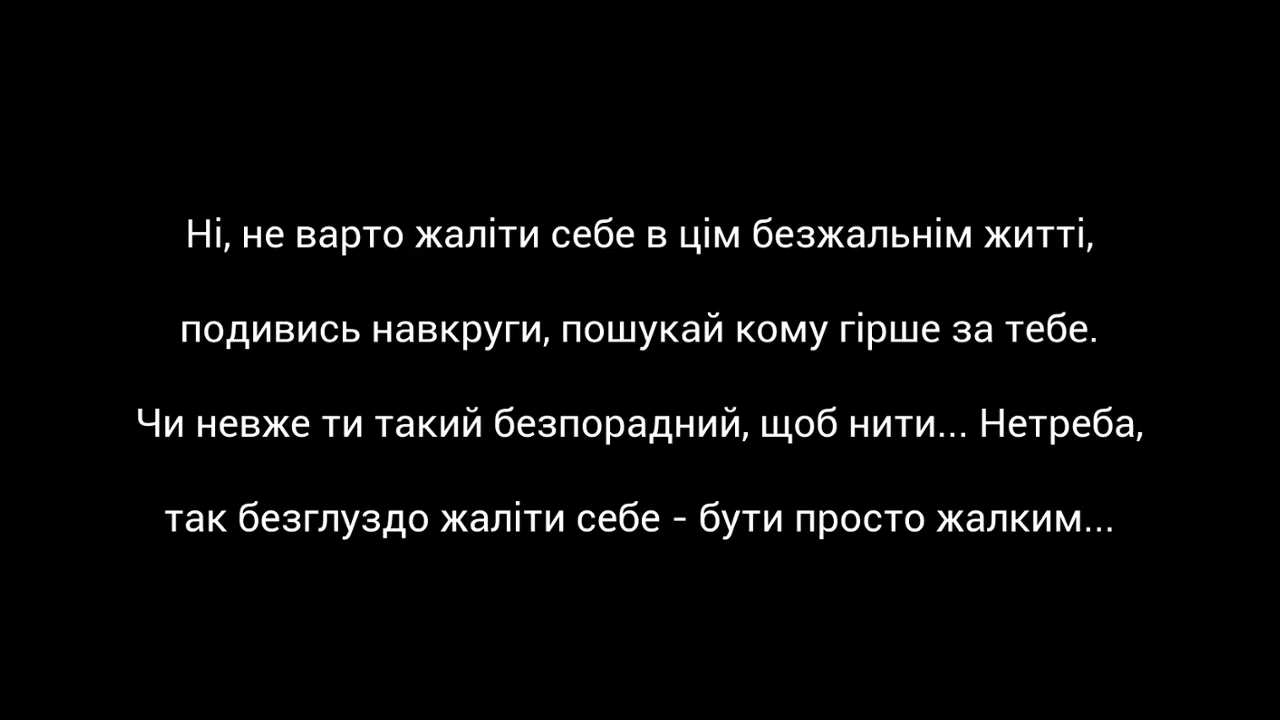 Ні, не варто жаліти себе в цім безжальнім житті,
подивись навкруги, пошукай кому гірше за тебе.
Чи невже ти такий безпорадний, щоб нити... Нетреба,
так безглуздо жаліти себе - бути просто жалким...